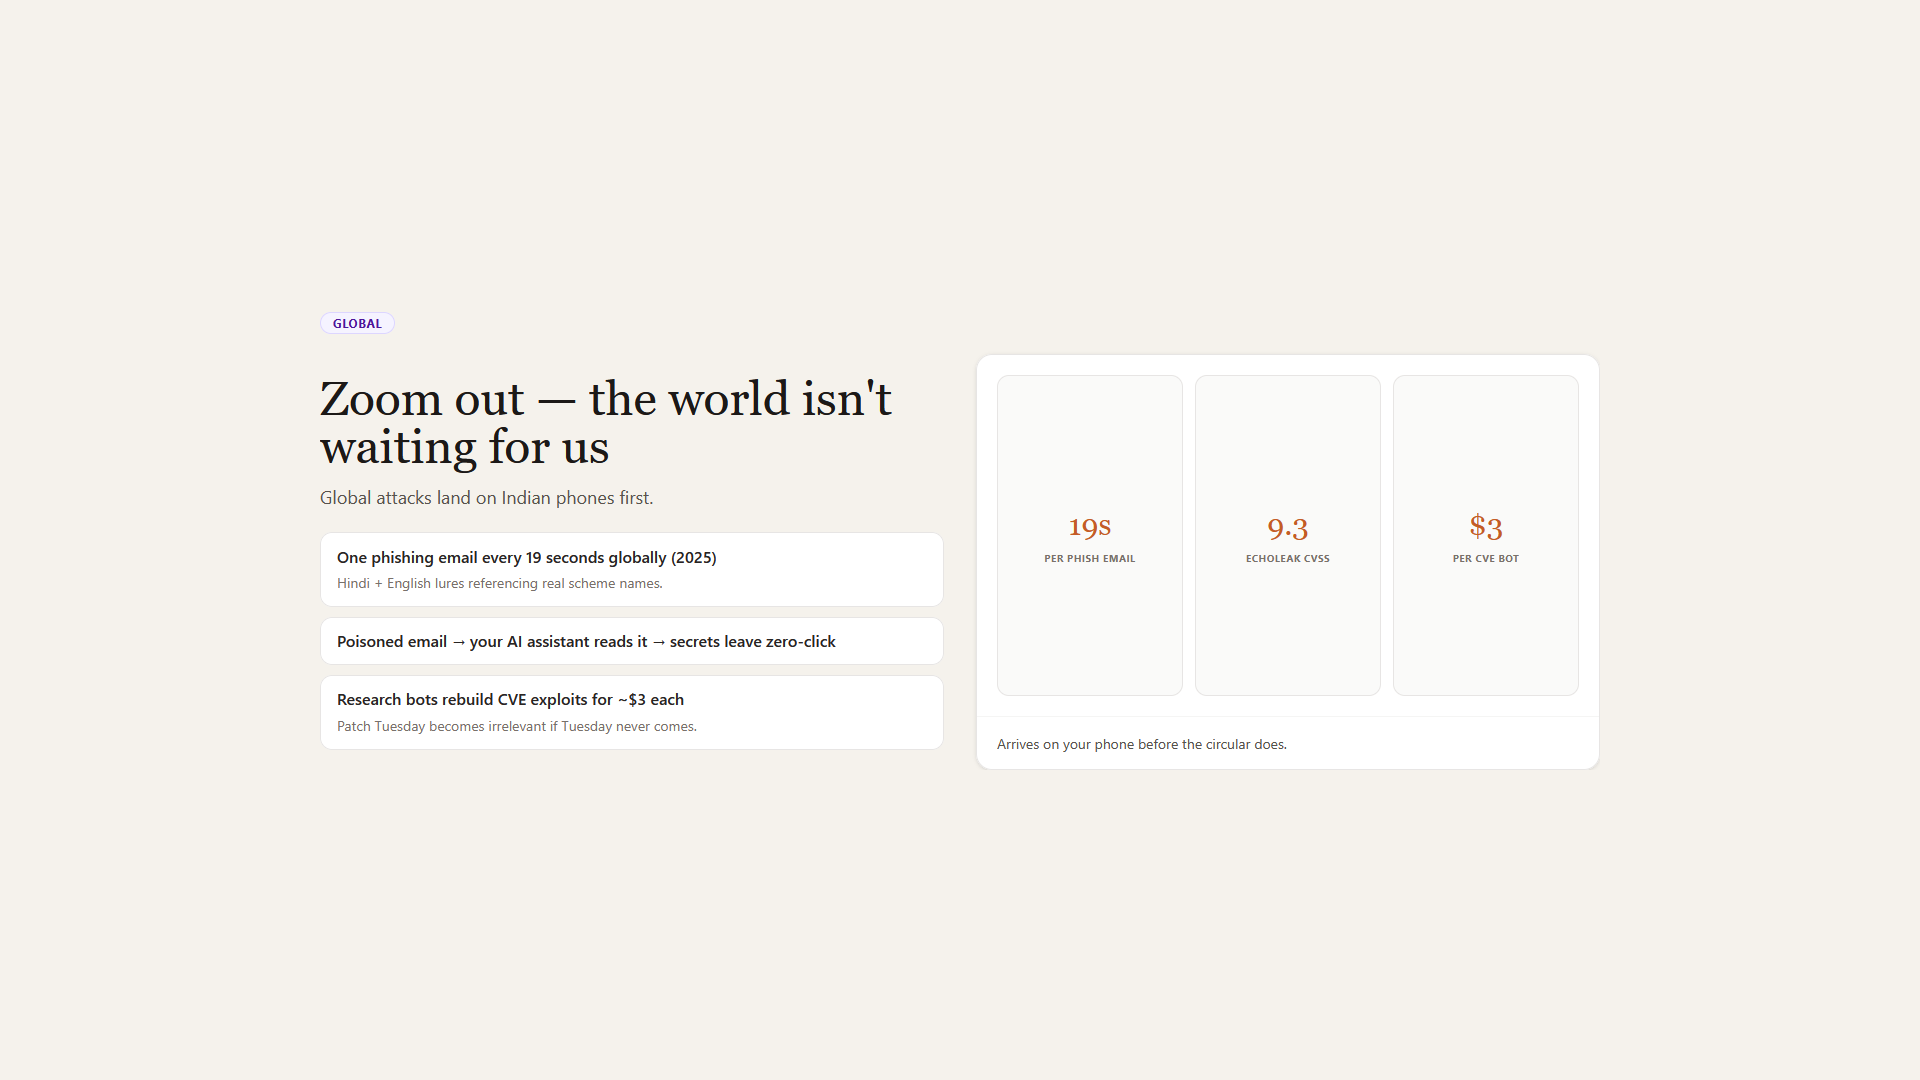 GLOBAL
Zoom out — the world isn't
waiting for us
Global attacks land on Indian phones first.
One phishing email every 19 seconds globally (2025)
Hindi + English lures referencing real scheme names.
Poisoned email → your AI assistant reads it → secrets leave zero-click
Research bots rebuild CVE exploits for ~$3 each
Patch Tuesday becomes irrelevant if Tuesday never comes.
19s
PER PHISH EMAIL
9.3
ECHOLEAK CVSS
$3
PER CVE BOT
Arrives on your phone before the circular does.